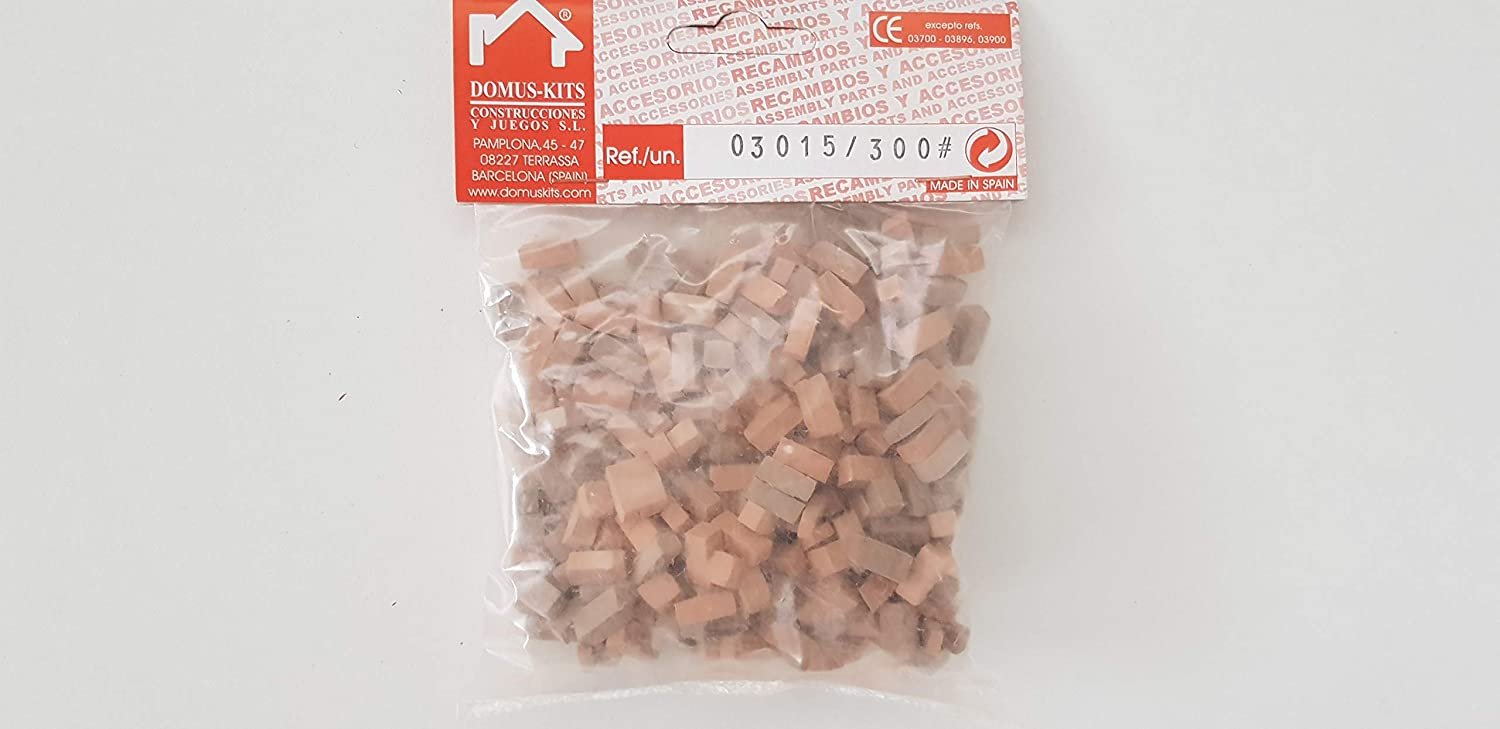 ®
DOMUS-KITS
CONSTRUCCIONES
Y JUEGOS S.L.
PAMPLONA, 45 - 47
08227 TERRASSA
BARCELONA (SPAIN)
www.domuskits.com
RECAMBIOS Y ACCESORIOS
ASSEMBLY PARTS AND ACCESSORIES
CE
excepto refs.
03700 - 03896, 03900
Ref./un.
03015/300#
MADE IN SPAIN